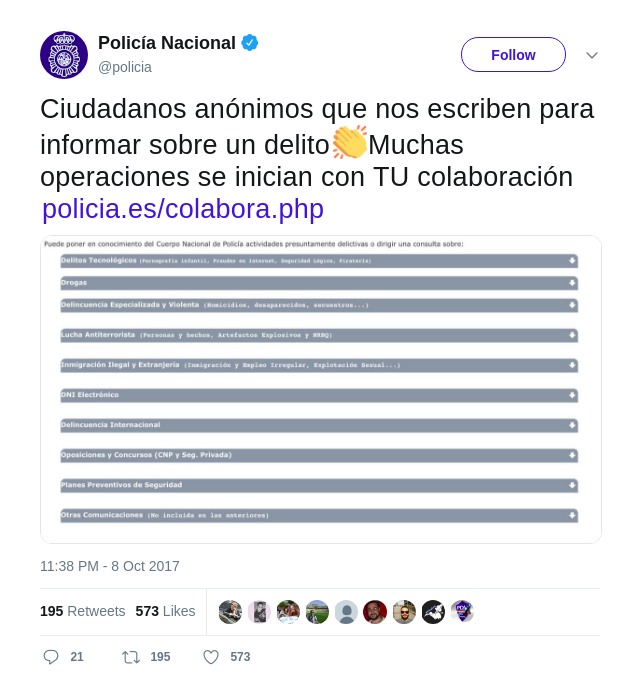 Policía Nacional
@policia
Follow
Ciudadanos anónimos que nos escriben para
informar sobre un delito👏Muchas
operaciones se inician con TU colaboración
policia.es/colabora.php
Puede poner en conocimiento del Cuerpo Nacional de Policía actividades presuntamente delictivas o dirigir una consulta sobre:
Delitos Tecnológicos (Pornografía infantil, Fraudes en Internet, Seguridad Lógica, Piratería)
Drogas
Delincuencia Especializada y Violenta (Homicidios, desaparecidos, secuestros...)
Lucha Antiterrorista (Personas y hechos, Artefactos Explosivos y NRBQ)
Inmigración Ilegal y Extranjería (Inmigración y Empleo Irregular, Explotación Sexual...)
DNI Electrónico
Delincuencia Internacional
Oposiciones y Concursos (CNP y Seg. Privada)
Planes Preventivos de Seguridad
Otras Comunicaciones (No incluida en las anteriores)
11:38 PM - 8 Oct 2017
195 Retweets 573 Likes
21 195 573